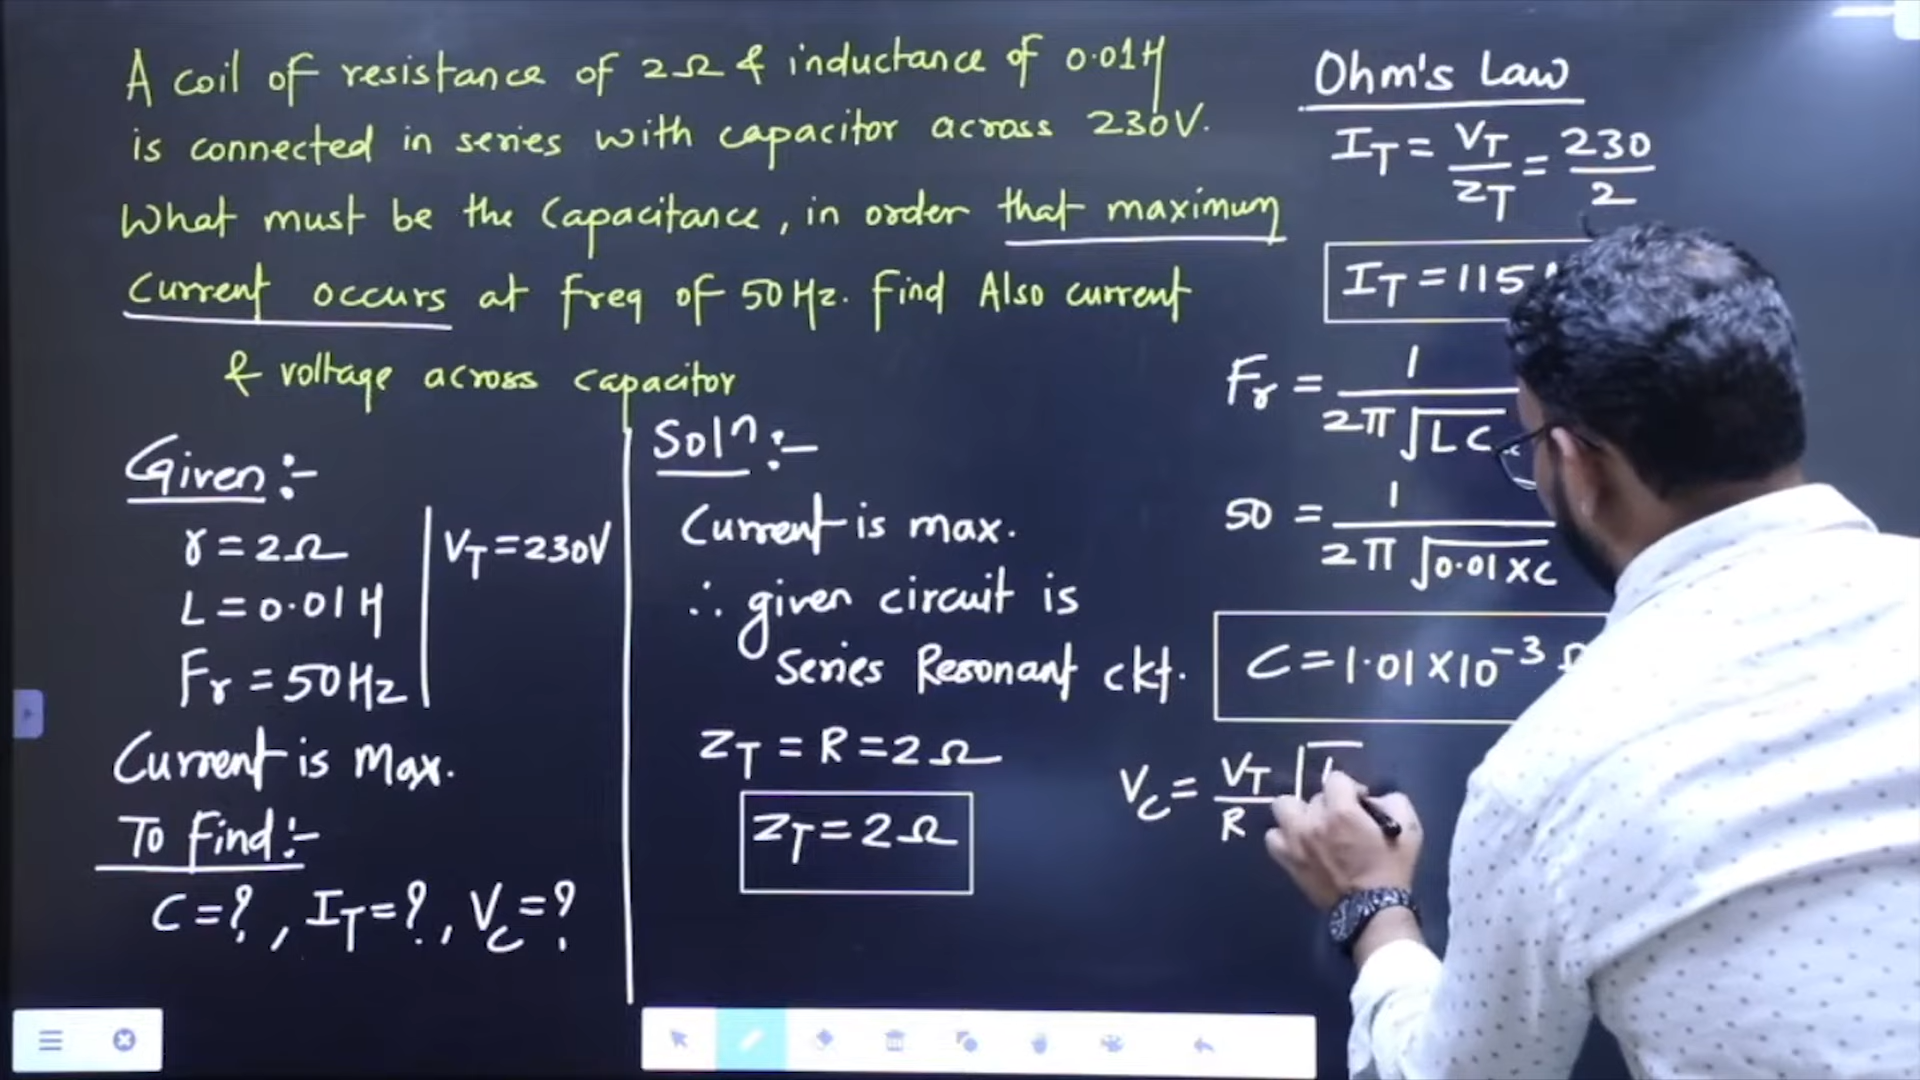 A coil of resistance of 2Ω & inductance of 0.01H
is connected in series with capacitor across 230V.
What must be the Capacitance, in order that maximum
Current occurs at freq of 50Hz. Find Also current
& voltage across capacitor
Given:-
r = 2Ω
L = 0.01H
Fr = 50Hz
VT = 230V
Current is Max.
To Find:-
C = ?, IT = ?, Vc = ?
Soln:-
Current is max.
∴ given circuit is
Series Resonant ckt.
ZT = R = 2Ω
ZT = 2Ω
Ohm's Law
IT = VT/ZT = 230/2
IT = 115
Fr = 1/2π√LC
50 = 1/2π√0.01×C
C = 1.01×10⁻³
Vc = VT/R √